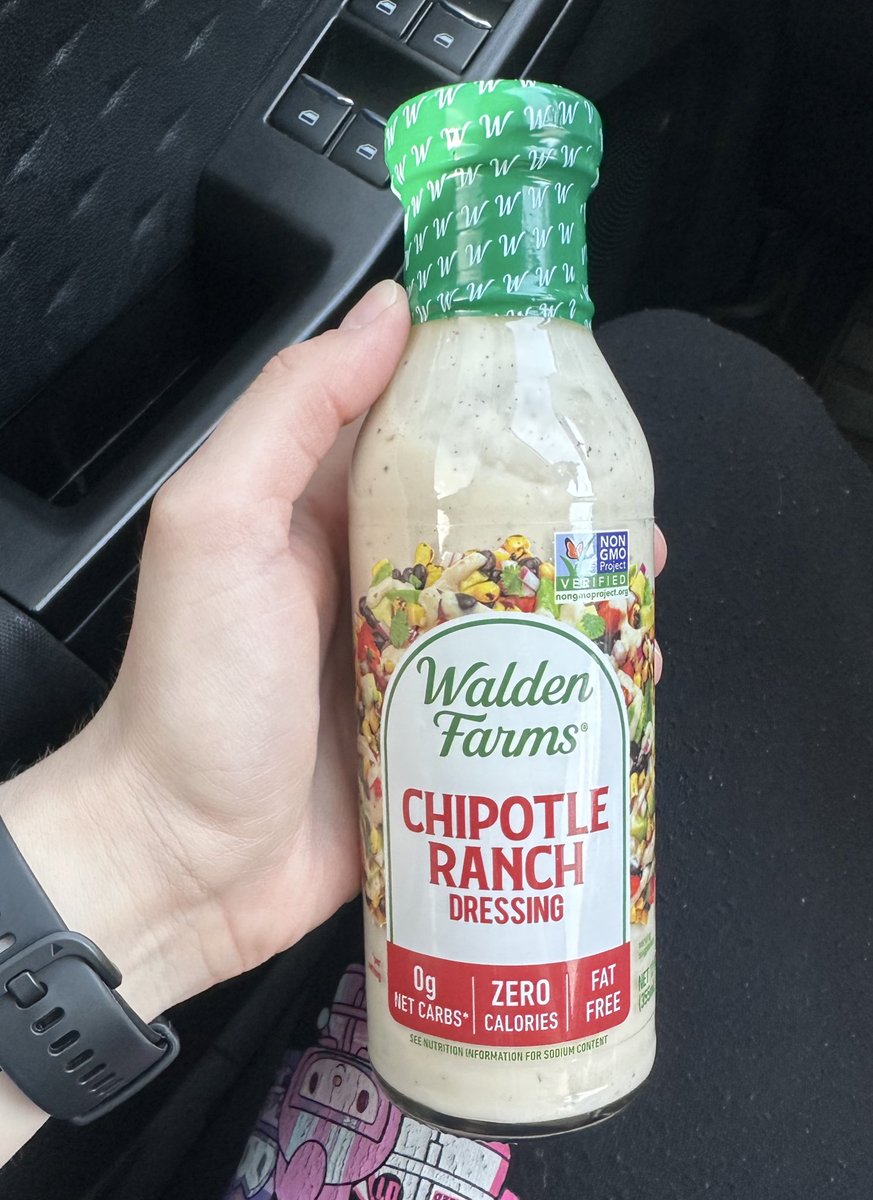 NON
GMO
Project
VERIFIED
nongmoproject.org
Walden
Farms®
CHIPOTLE
RANCH
DRESSING
0g
NET CARBS*
ZERO
CALORIES
FAT
FREE
SEE NUTRITION INFORMATION FOR SODIUM CONTENT
NET